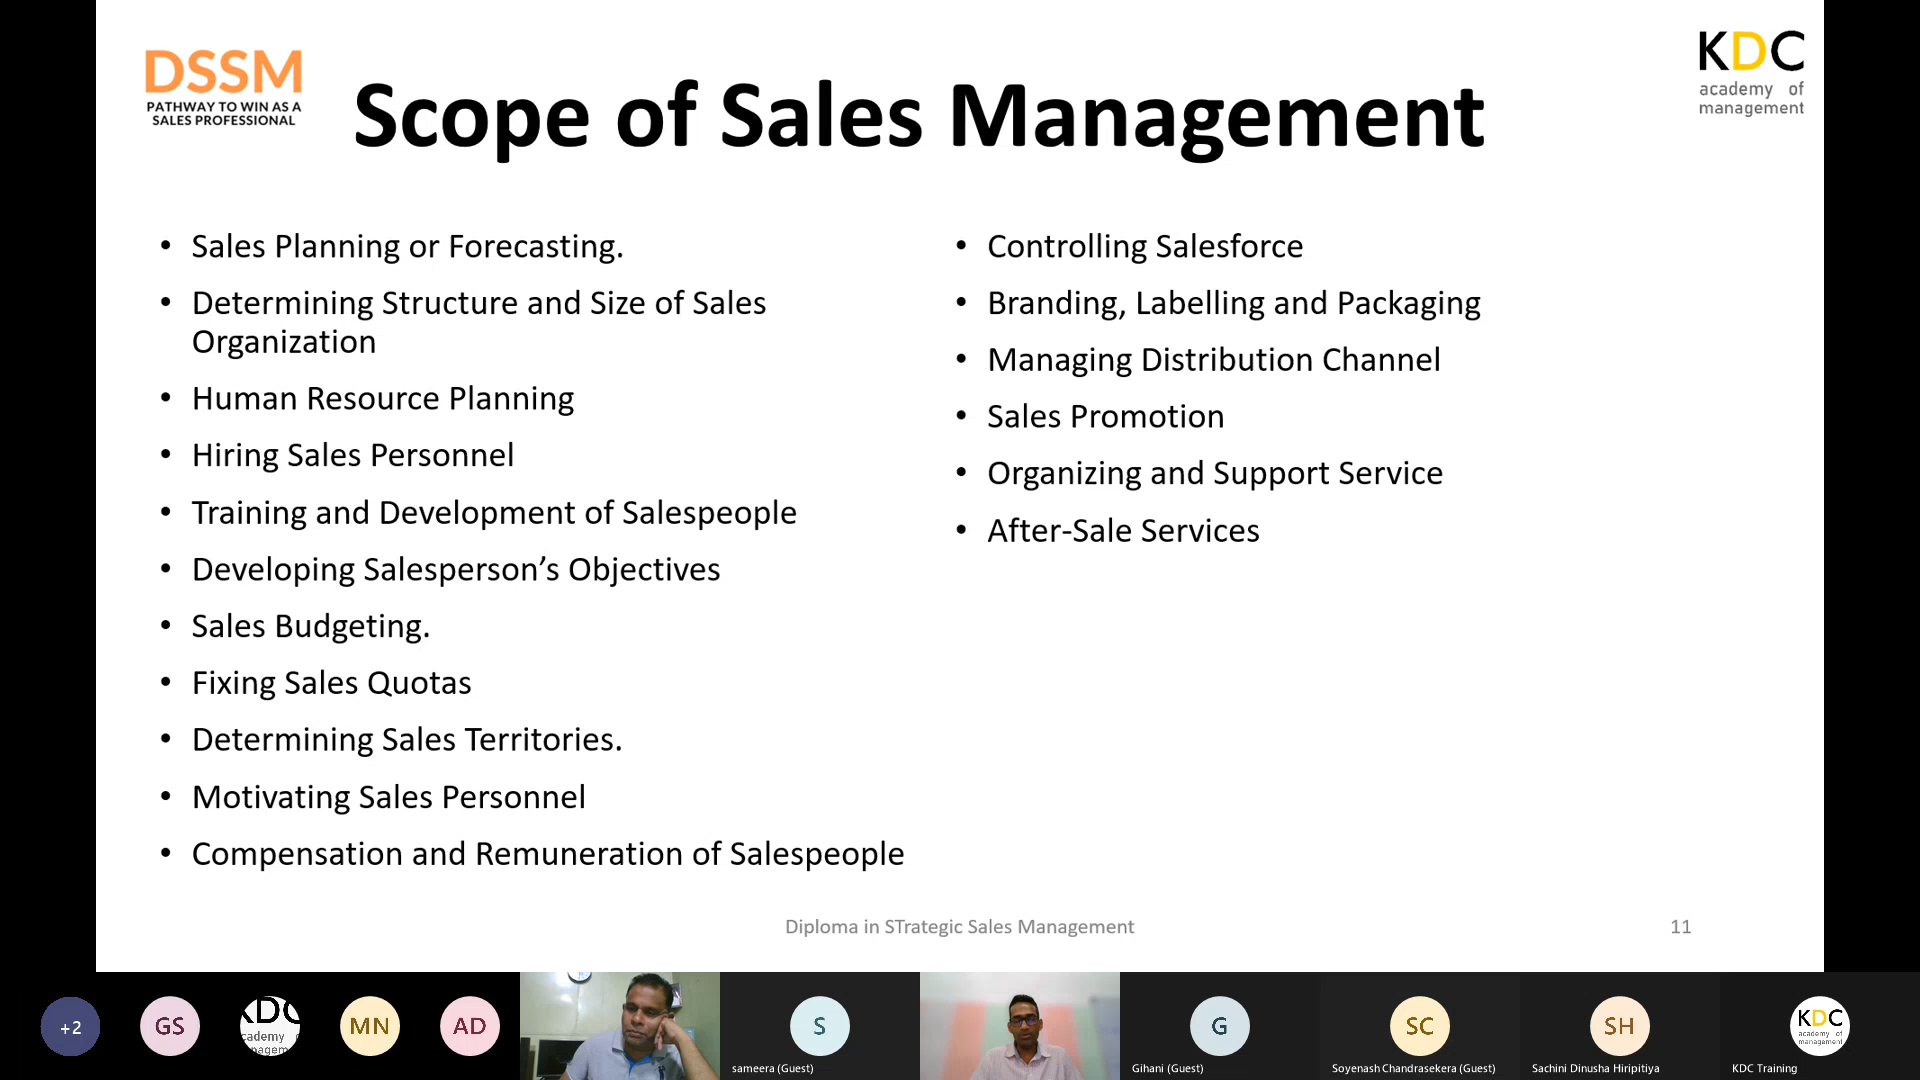 DSSM
PATHWAY TO WIN AS A
SALES PROFESSIONAL
Scope of Sales Management
KDC
academy of
management
• Sales Planning or Forecasting.
• Determining Structure and Size of Sales
Organization
• Human Resource Planning
• Hiring Sales Personnel
• Training and Development of Salespeople
• Developing Salesperson’s Objectives
• Sales Budgeting.
• Fixing Sales Quotas
• Determining Sales Territories.
• Motivating Sales Personnel
• Compensation and Remuneration of Salespeople
• Controlling Salesforce
• Branding, Labelling and Packaging
• Managing Distribution Channel
• Sales Promotion
• Organizing and Support Service
• After-Sale Services
Diploma in STrategic Sales Management
11
+2
GS
KDC
MN
AD
S
sameera (Guest)
G
Gihani (Guest)
SC
Soyenash Chandrasekera (Guest)
SH
Sachini Dinusha Hiripitiya
KDC
academy of
management
KDC Training